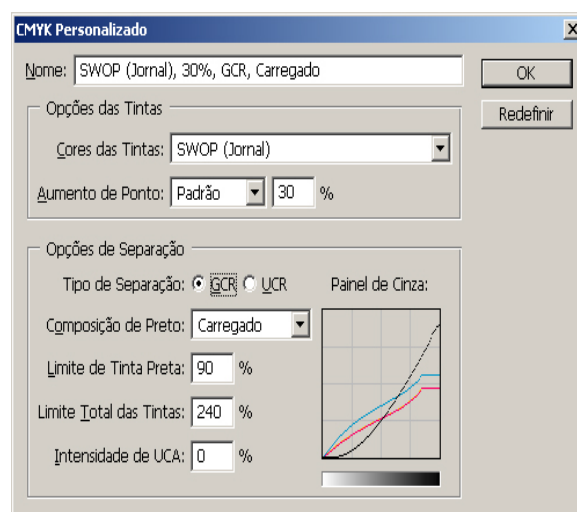 CMYK Personalizado
Nome: SWOP (Jornal), 30%, GCR, Carregado
OK
Opções das Tintas
Redefinir
Cores das Tintas: SWOP (Jornal)
Aumento de Ponto: Padrão 30 %
Opções de Separação
Tipo de Separação: GCR UCR Painel de Cinza:
Composição de Preto: Carregado
Limite de Tinta Preta: 90 %
Limite Total das Tintas: 240 %
Intensidade de UCA: 0 %